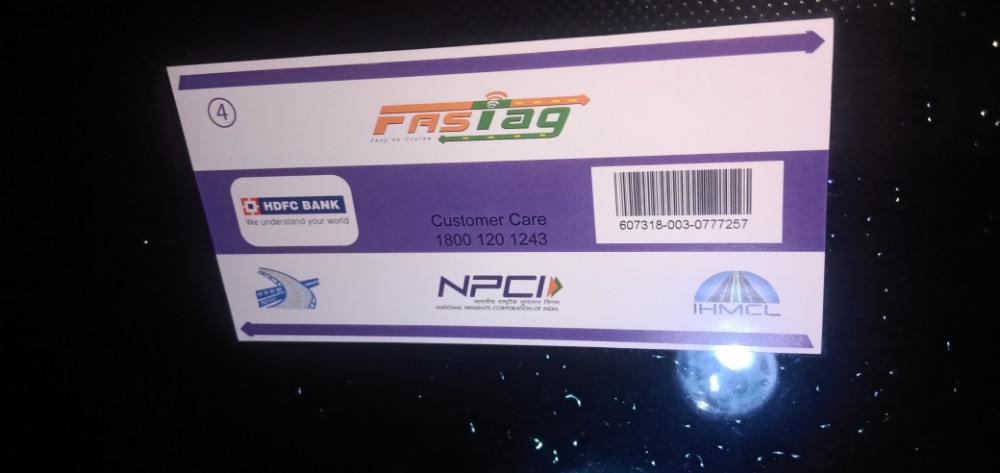 4
FASTag
Easy to Cruise
HDFC BANK
We understand your world
Customer Care
1800 120 1243
607318-003-0777257
NPCI
भारतीय राष्ट्रीय भुगतान निगम
NATIONAL PAYMENTS CORPORATION OF INDIA
IHMCL